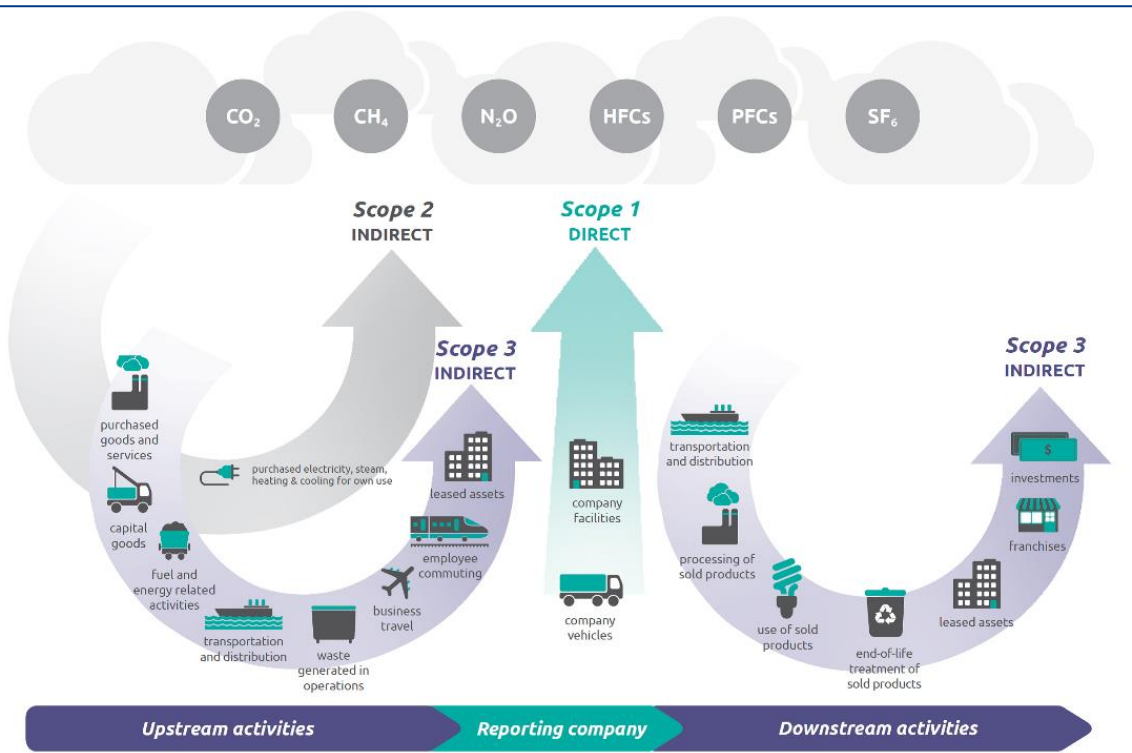 CO₂
CH₄
N₂O
HFCs
PFCs
SF₆
Scope 2
INDIRECT
Scope 1
DIRECT
Scope 3
INDIRECT
Scope 3
INDIRECT
purchased
goods and
services
capital
goods
fuel and
energy related
activities
transportation
and distribution
waste
generated in
operations
business
travel
employee
commuting
leased assets
purchased electricity, steam,
heating & cooling for own use
company
facilities
company
vehicles
transportation
and distribution
processing of
sold products
use of sold
products
end-of-life
treatment of
sold products
leased assets
franchises
$
investments
Upstream activities
Reporting company
Downstream activities